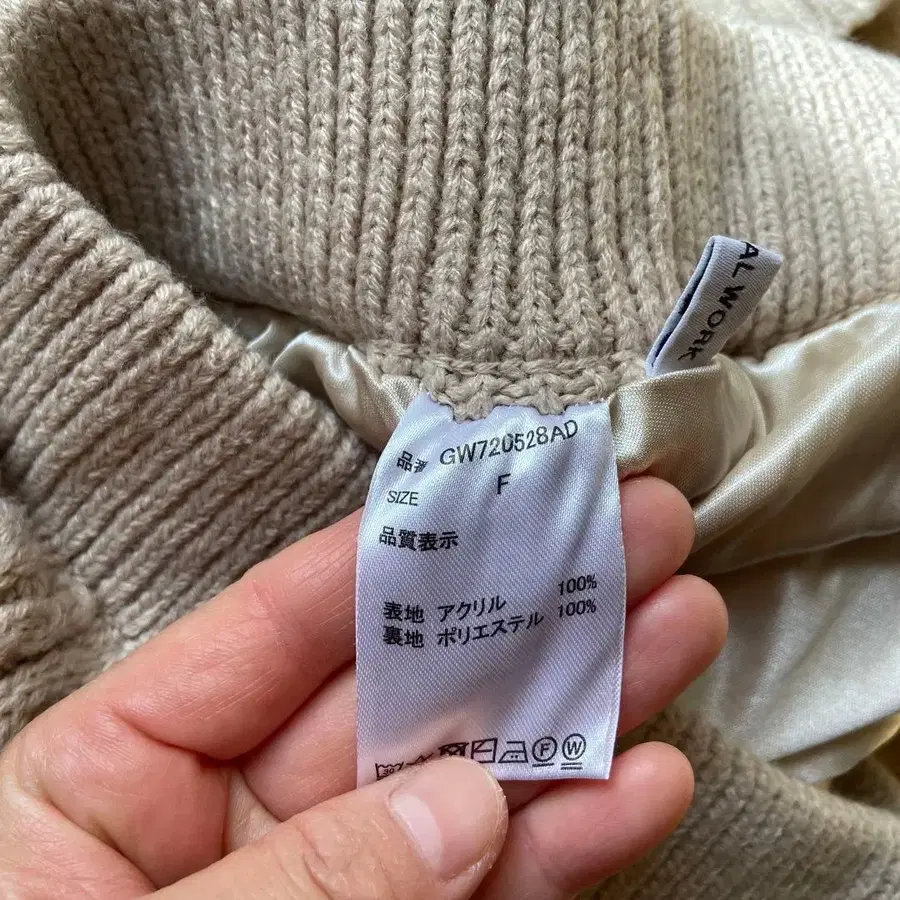 AL WORK
品番 GW720528AD
SIZE F
品質表示
表地 アクリル 100%
裏地 ポリエステル 100%
F W